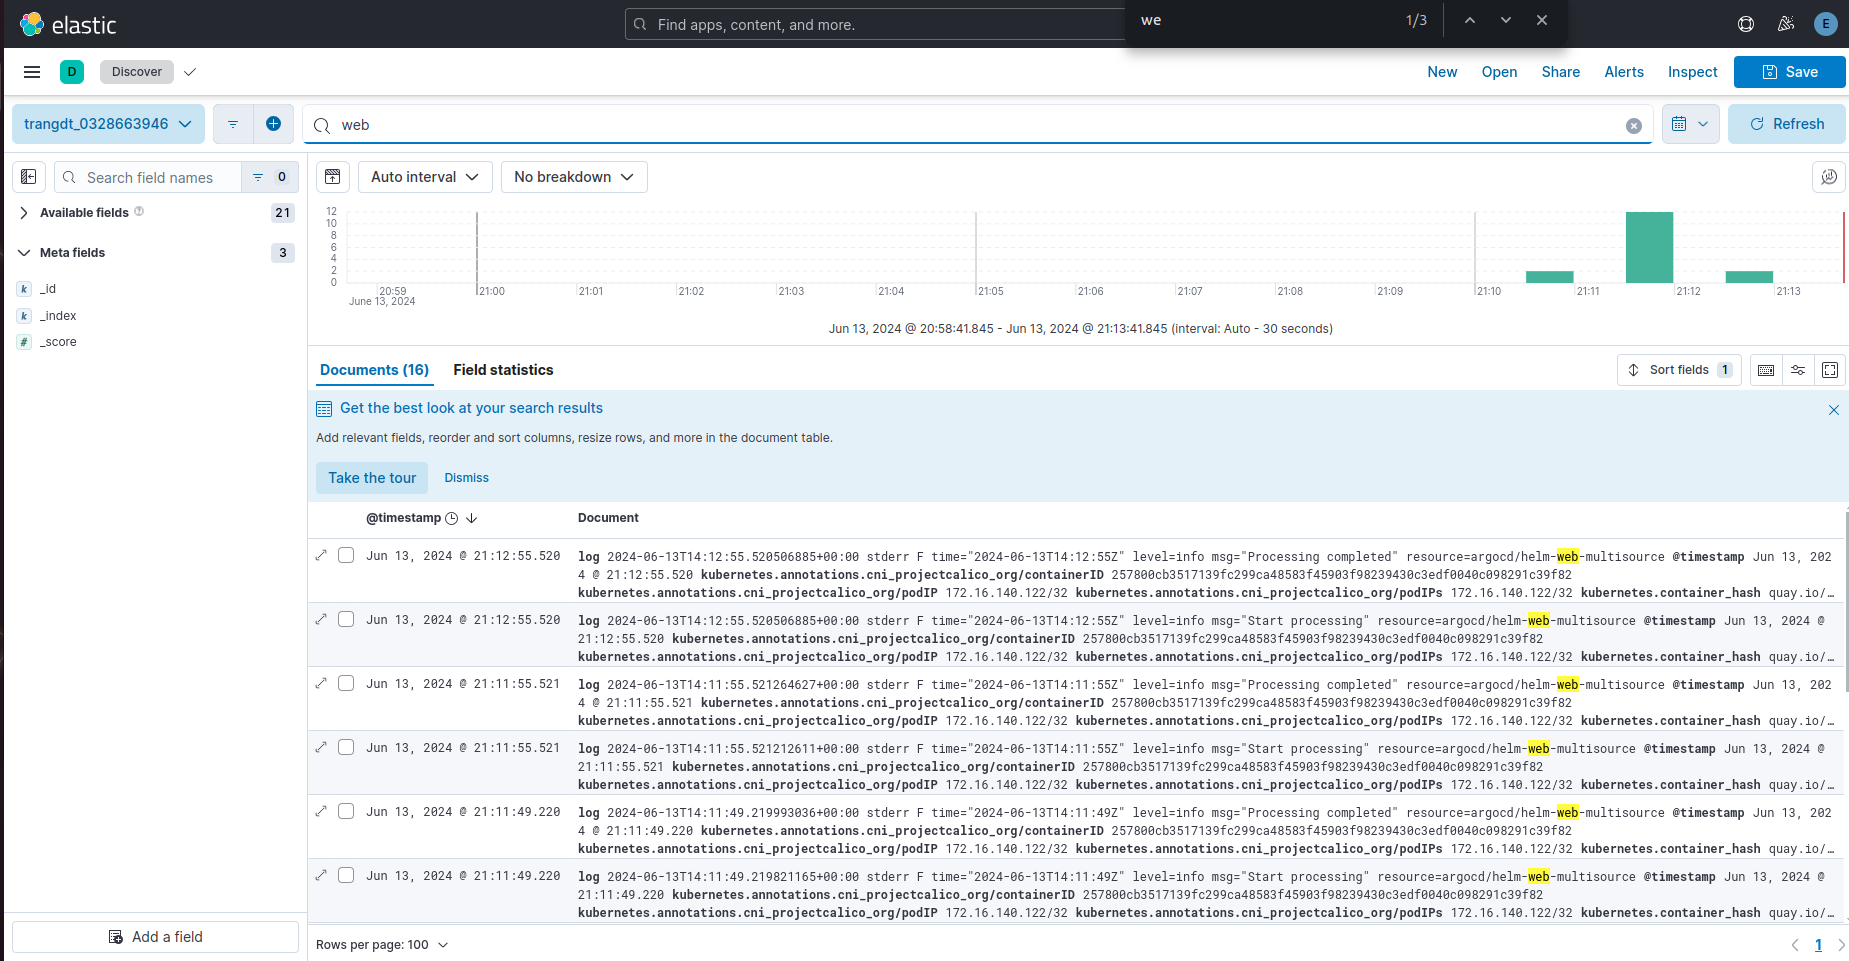 elastic
Find apps, content, and more.
we
1/3
E
D
Discover
New
Open
Share
Alerts
Inspect
Save
trangdt_0328663946
web
Refresh
Search field names
0
Auto interval
No breakdown
Available fields
21
Meta fields
3
k _id
k _index
# _score
12
10
8
6
4
2
0
20:59
21:00
21:01
21:02
21:03
21:04
21:05
21:06
21:07
21:08
21:09
21:10
21:11
21:12
21:13
June 13, 2024
Jun 13, 2024 @ 20:58:41.845 - Jun 13, 2024 @ 21:13:41.845 (interval: Auto - 30 seconds)
Documents (16)
Field statistics
Sort fields 1
Get the best look at your search results
Add relevant fields, reorder and sort columns, resize rows, and more in the document table.
Take the tour
Dismiss
@timestamp
Document
Jun 13, 2024 @ 21:12:55.520
log 2024-06-13T14:12:55.520506885+00:00 stderr F time="2024-06-13T14:12:55Z" level=info msg="Processing completed" resource=argocd/helm-web-multisource @timestamp Jun 13, 202
4 @ 21:12:55.520 kubernetes.annotations.cni_projectcalico_org/containerID 257800cb3517139fc299ca48583f45903f98239430c3edf0040c098291c39f82
kubernetes.annotations.cni_projectcalico_org/podIP 172.16.140.122/32 kubernetes.annotations.cni_projectcalico_org/podIPs 172.16.140.122/32 kubernetes.container_hash quay.io/…
Jun 13, 2024 @ 21:12:55.520
log 2024-06-13T14:12:55.520506885+00:00 stderr F time="2024-06-13T14:12:55Z" level=info msg="Start processing" resource=argocd/helm-web-multisource @timestamp Jun 13, 2024 @
21:12:55.520 kubernetes.annotations.cni_projectcalico_org/containerID 257800cb3517139fc299ca48583f45903f98239430c3edf0040c098291c39f82
kubernetes.annotations.cni_projectcalico_org/podIP 172.16.140.122/32 kubernetes.annotations.cni_projectcalico_org/podIPs 172.16.140.122/32 kubernetes.container_hash quay.io/…
Jun 13, 2024 @ 21:11:55.521
log 2024-06-13T14:11:55.521264627+00:00 stderr F time="2024-06-13T14:11:55Z" level=info msg="Processing completed" resource=argocd/helm-web-multisource @timestamp Jun 13, 202
4 @ 21:11:55.521 kubernetes.annotations.cni_projectcalico_org/containerID 257800cb3517139fc299ca48583f45903f98239430c3edf0040c098291c39f82
kubernetes.annotations.cni_projectcalico_org/podIP 172.16.140.122/32 kubernetes.annotations.cni_projectcalico_org/podIPs 172.16.140.122/32 kubernetes.container_hash quay.io/…
Jun 13, 2024 @ 21:11:55.521
log 2024-06-13T14:11:55.521212611+00:00 stderr F time="2024-06-13T14:11:55Z" level=info msg="Start processing" resource=argocd/helm-web-multisource @timestamp Jun 13, 2024 @
21:11:55.521 kubernetes.annotations.cni_projectcalico_org/containerID 257800cb3517139fc299ca48583f45903f98239430c3edf0040c098291c39f82
kubernetes.annotations.cni_projectcalico_org/podIP 172.16.140.122/32 kubernetes.annotations.cni_projectcalico_org/podIPs 172.16.140.122/32 kubernetes.container_hash quay.io/…
Jun 13, 2024 @ 21:11:49.220
log 2024-06-13T14:11:49.219993036+00:00 stderr F time="2024-06-13T14:11:49Z" level=info msg="Processing completed" resource=argocd/helm-web-multisource @timestamp Jun 13, 202
4 @ 21:11:49.220 kubernetes.annotations.cni_projectcalico_org/containerID 257800cb3517139fc299ca48583f45903f98239430c3edf0040c098291c39f82
kubernetes.annotations.cni_projectcalico_org/podIP 172.16.140.122/32 kubernetes.annotations.cni_projectcalico_org/podIPs 172.16.140.122/32 kubernetes.container_hash quay.io/…
Jun 13, 2024 @ 21:11:49.220
log 2024-06-13T14:11:49.219821165+00:00 stderr F time="2024-06-13T14:11:49Z" level=info msg="Start processing" resource=argocd/helm-web-multisource @timestamp Jun 13, 2024 @
21:11:49.220 kubernetes.annotations.cni_projectcalico_org/containerID 257800cb3517139fc299ca48583f45903f98239430c3edf0040c098291c39f82
kubernetes.annotations.cni_projectcalico_org/podIP 172.16.140.122/32 kubernetes.annotations.cni_projectcalico_org/podIPs 172.16.140.122/32 kubernetes.container_hash quay.io/…
Add a field
Rows per page: 100
1